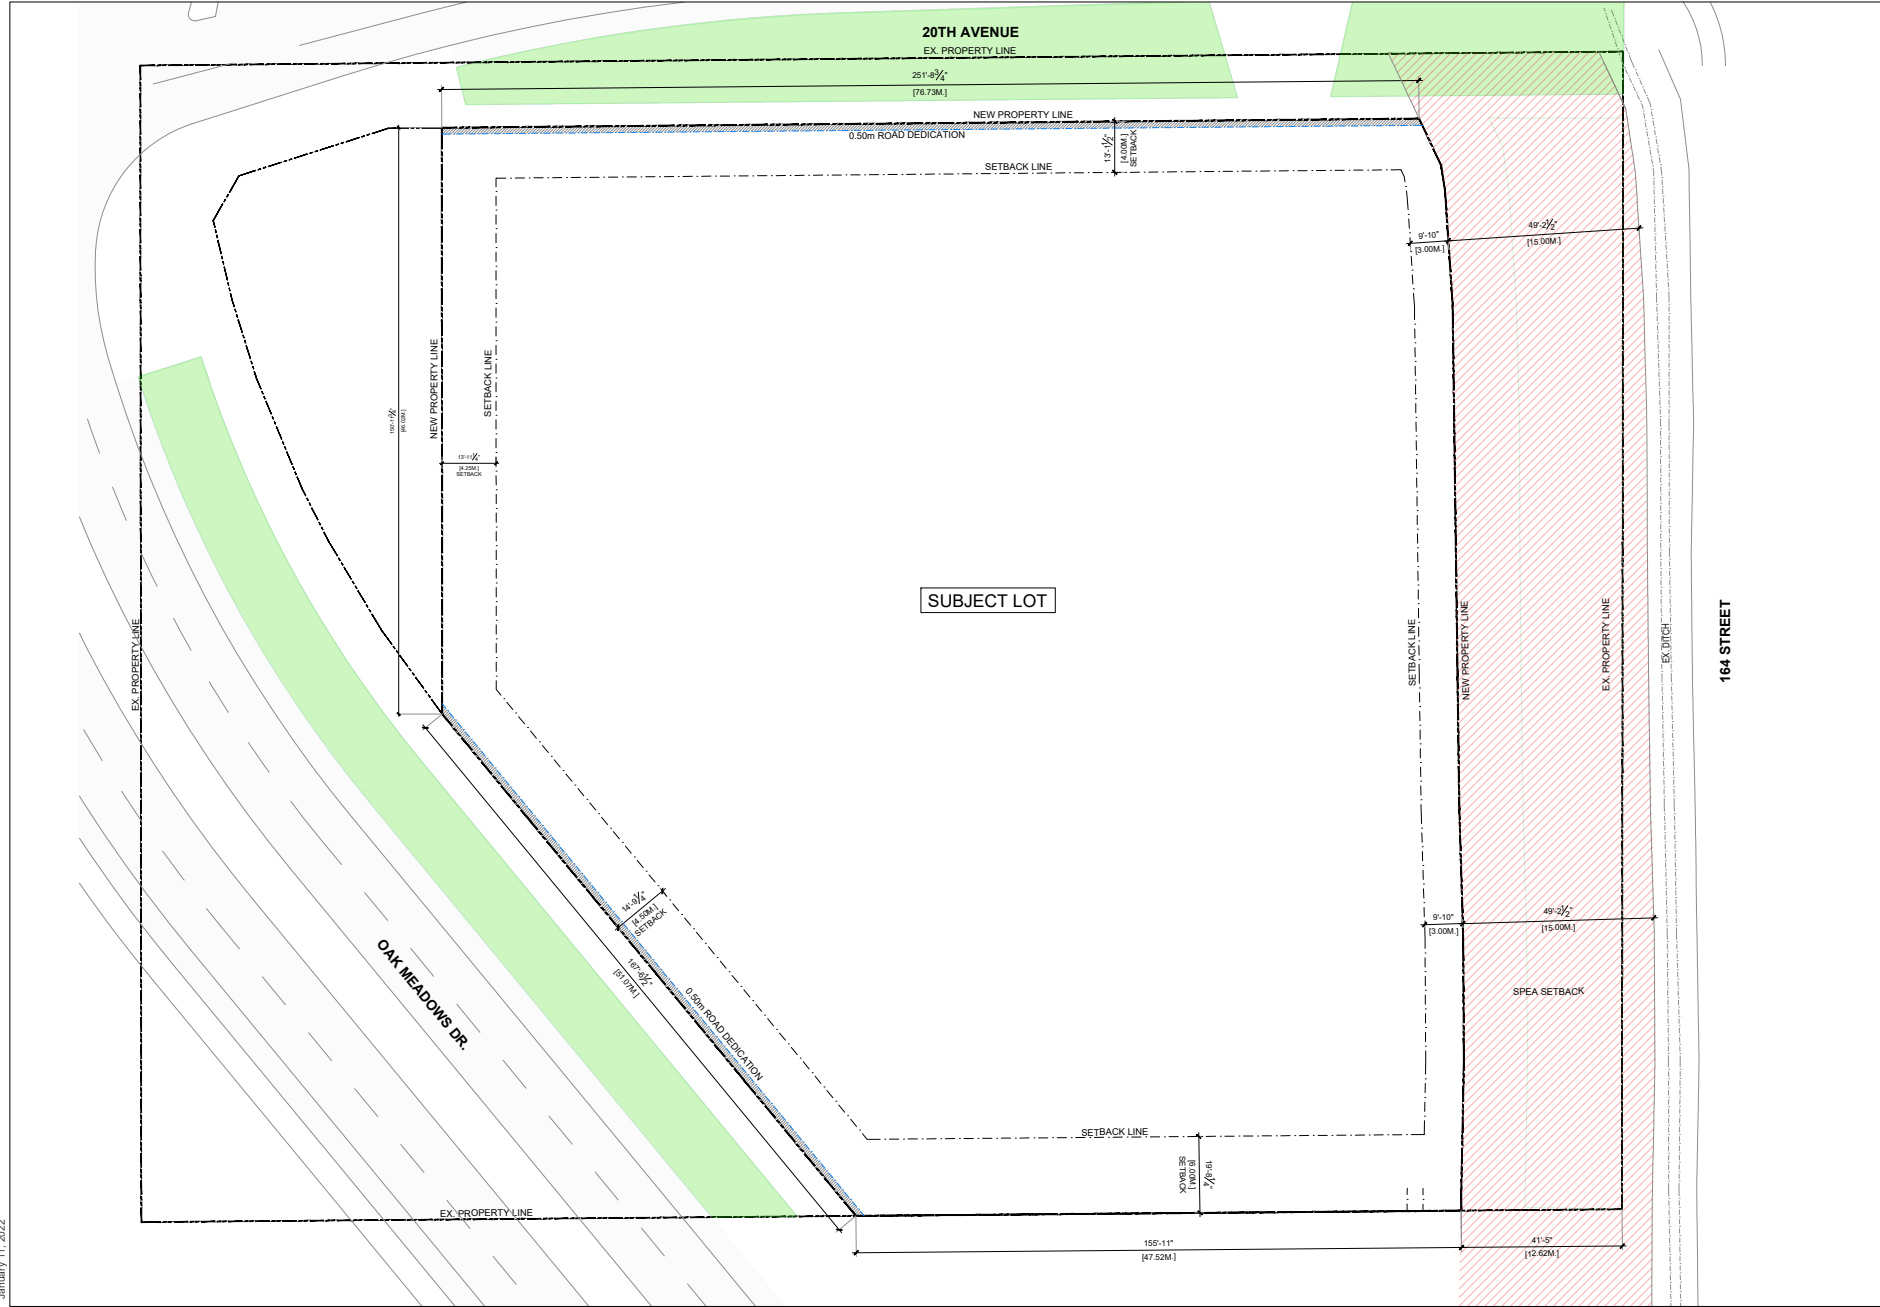 20TH AVENUE
EX. PROPERTY LINE
251'-8¾"
[76.73M.]
NEW PROPERTY LINE
0.50m ROAD DEDICATION
13'-1½"
[4.00M.]
SETBACK
SETBACK LINE
9'-10"
[3.00M.]
49'-2½"
[15.00M.]
NEW PROPERTY LINE
SETBACK LINE
[46.02M.]
13'-11¼"
[4.25M.]
SETBACK
SUBJECT LOT
EX. PROPERTY LINE
SETBACK LINE
NEW PROPERTY LINE
EX. PROPERTY LINE
EX. DITCH
164 STREET
14'-9¼"
[4.50M.]
SETBACK
167'-6½"
[51.07M.]
0.50m ROAD DEDICATION
OAK MEADOWS DR.
9'-10"
[3.00M.]
49'-2½"
[15.00M.]
SPEA SETBACK
SETBACK LINE
19'-8¼"
[6.00M.]
SETBACK
EX. PROPERTY LINE
155'-11"
[47.52M.]
41'-5"
[12.62M.]
January 11, 2022